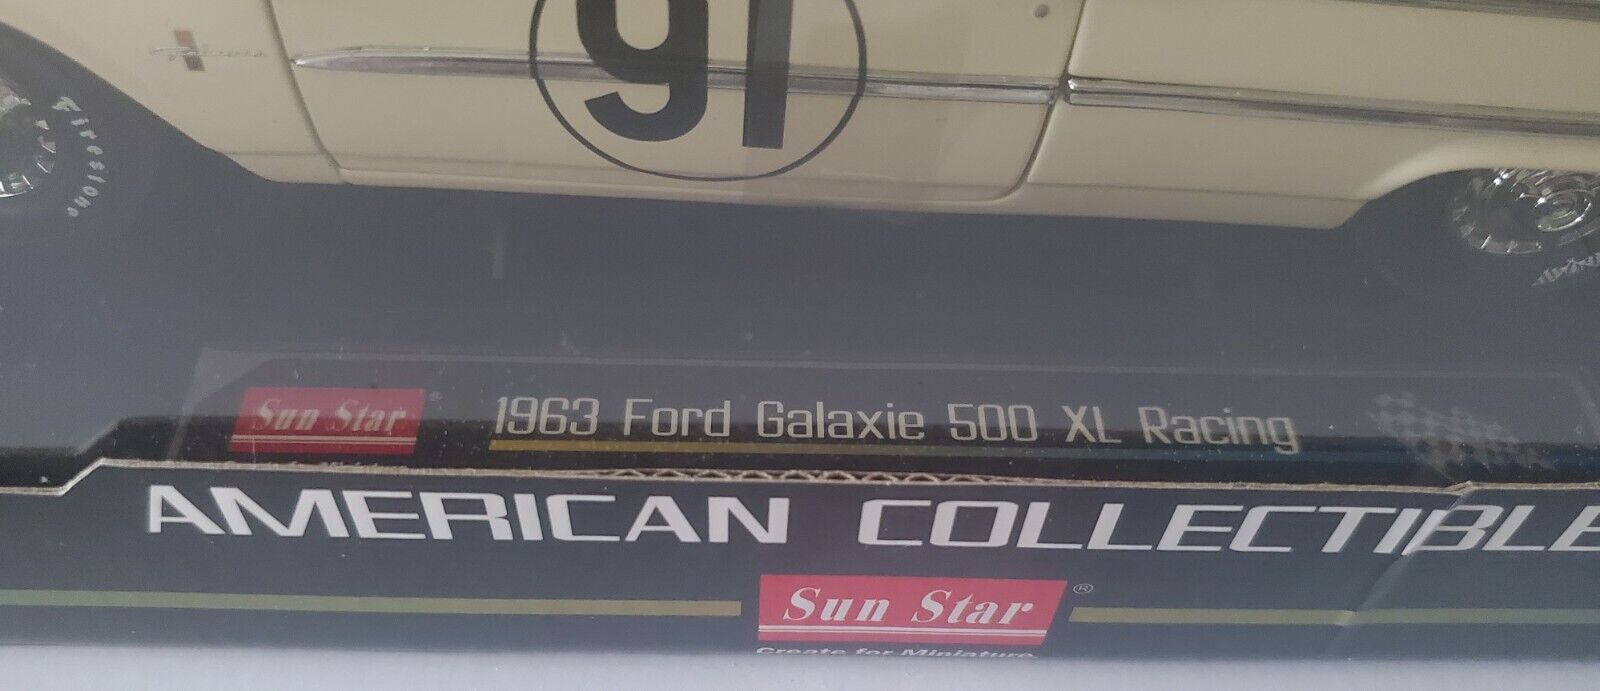 91
Firestone
Sun Star®
1963 Ford Galaxie 500 XL Racing
AMERICAN COLLECTIBLE
Sun Star®
Create for Miniature